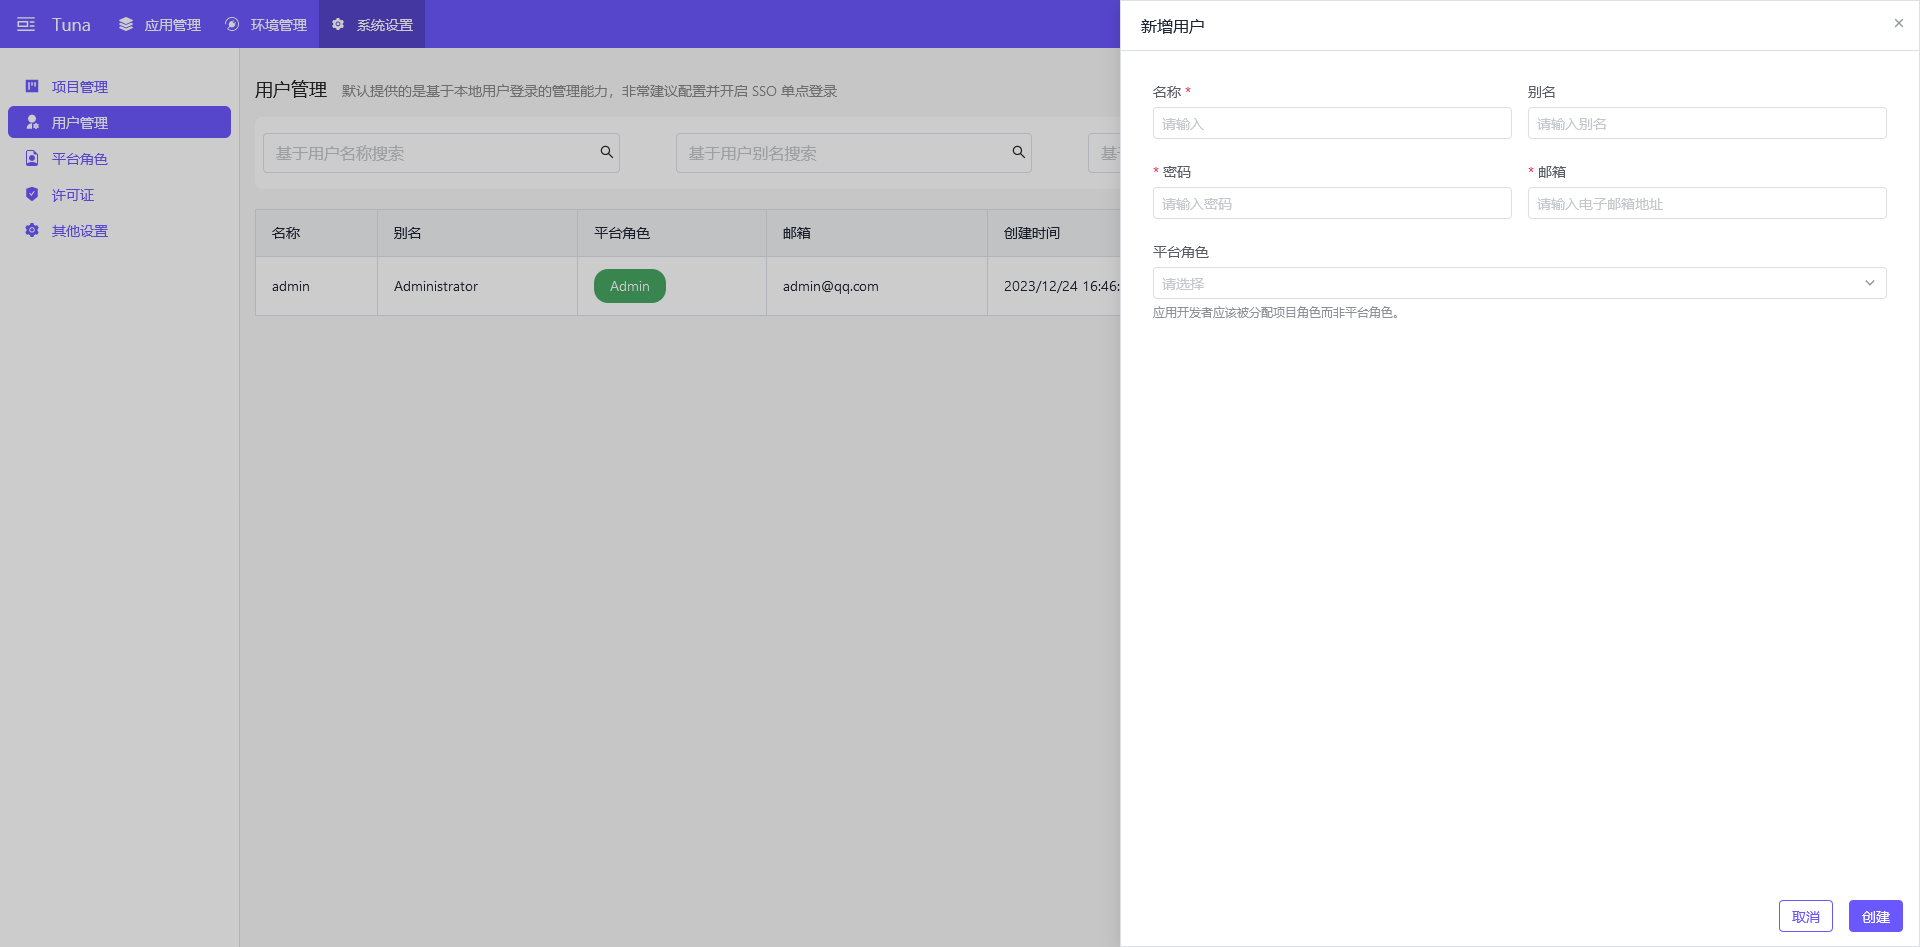 Tuna 应用管理 环境管理 系统设置
项目管理
用户管理
平台角色
许可证
其他设置
用户管理 默认提供的是基于本地用户登录的管理能力，非常建议配置并开启 SSO 单点登录
基于用户名称搜索 基于用户别名搜索 基
名称 别名 平台角色 邮箱 创建时间
admin Administrator Admin admin@qq.com 2023/12/24 16:46:
新增用户
名称 * 别名
请输入 请输入别名
* 密码 * 邮箱
请输入密码 请输入电子邮箱地址
平台角色
请选择
应用开发者应该被分配项目角色而非平台角色。
取消 创建